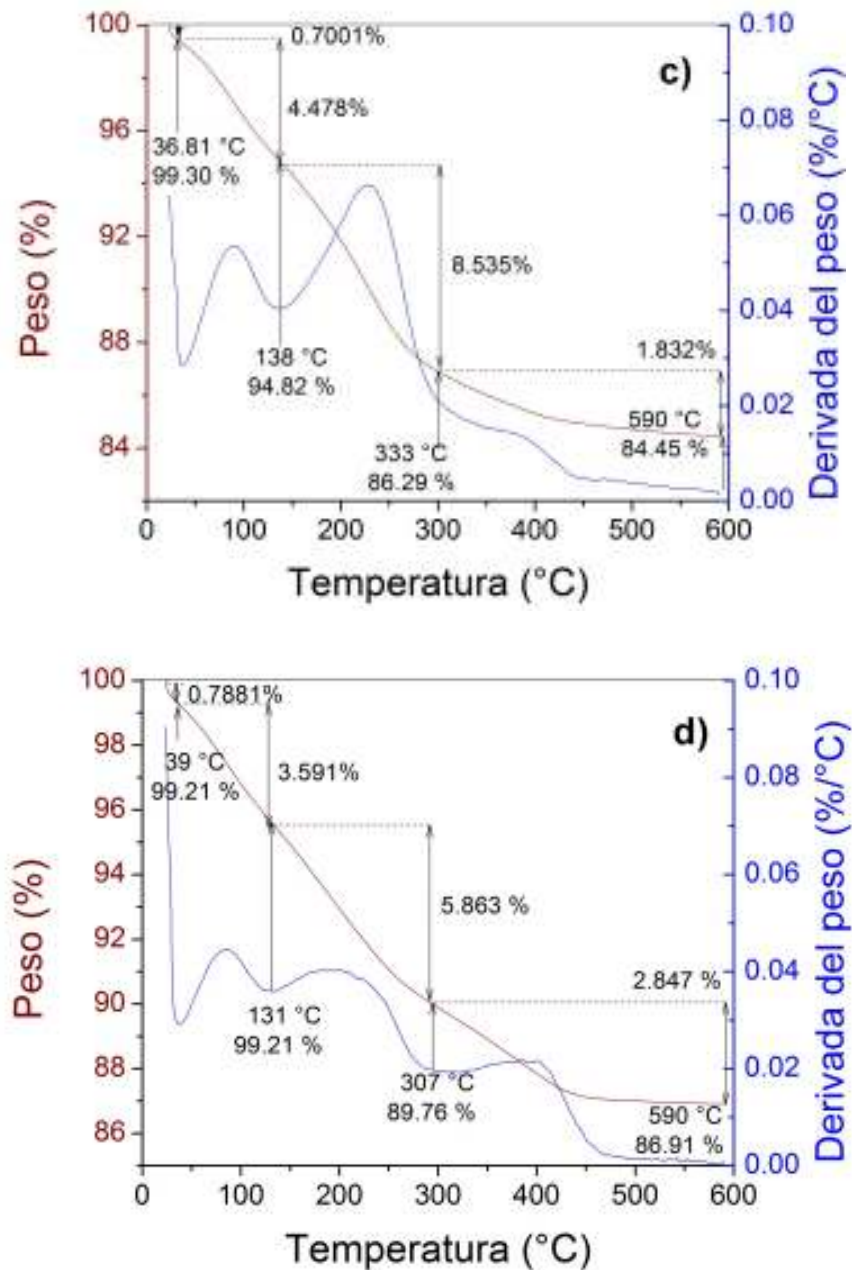 c)
Peso (%)
100
96
92
88
84
0.7001%
4.478%
36.81 °C
99.30 %
8.535%
138 °C
94.82 %
1.832%
333 °C
86.29 %
590 °C
84.45 %
0.10
0.08
0.06
0.04
0.02
0.00
Derivada del peso (%/°C)
0 100 200 300 400 500 600
Temperatura (°C)
d)
Peso (%)
100
98
96
94
91
90
88
86
0.7881%
39 °C
99.21 %
3.591%
5.863 %
131 °C
99.21 %
2.847 %
307 °C
89.76 %
590 °C
86.91 %
0.10
0.08
0.06
0.04
0.02
0.00
Derivada del peso (%/°C)
0 100 200 300 400 500 600
Temperatura (°C)